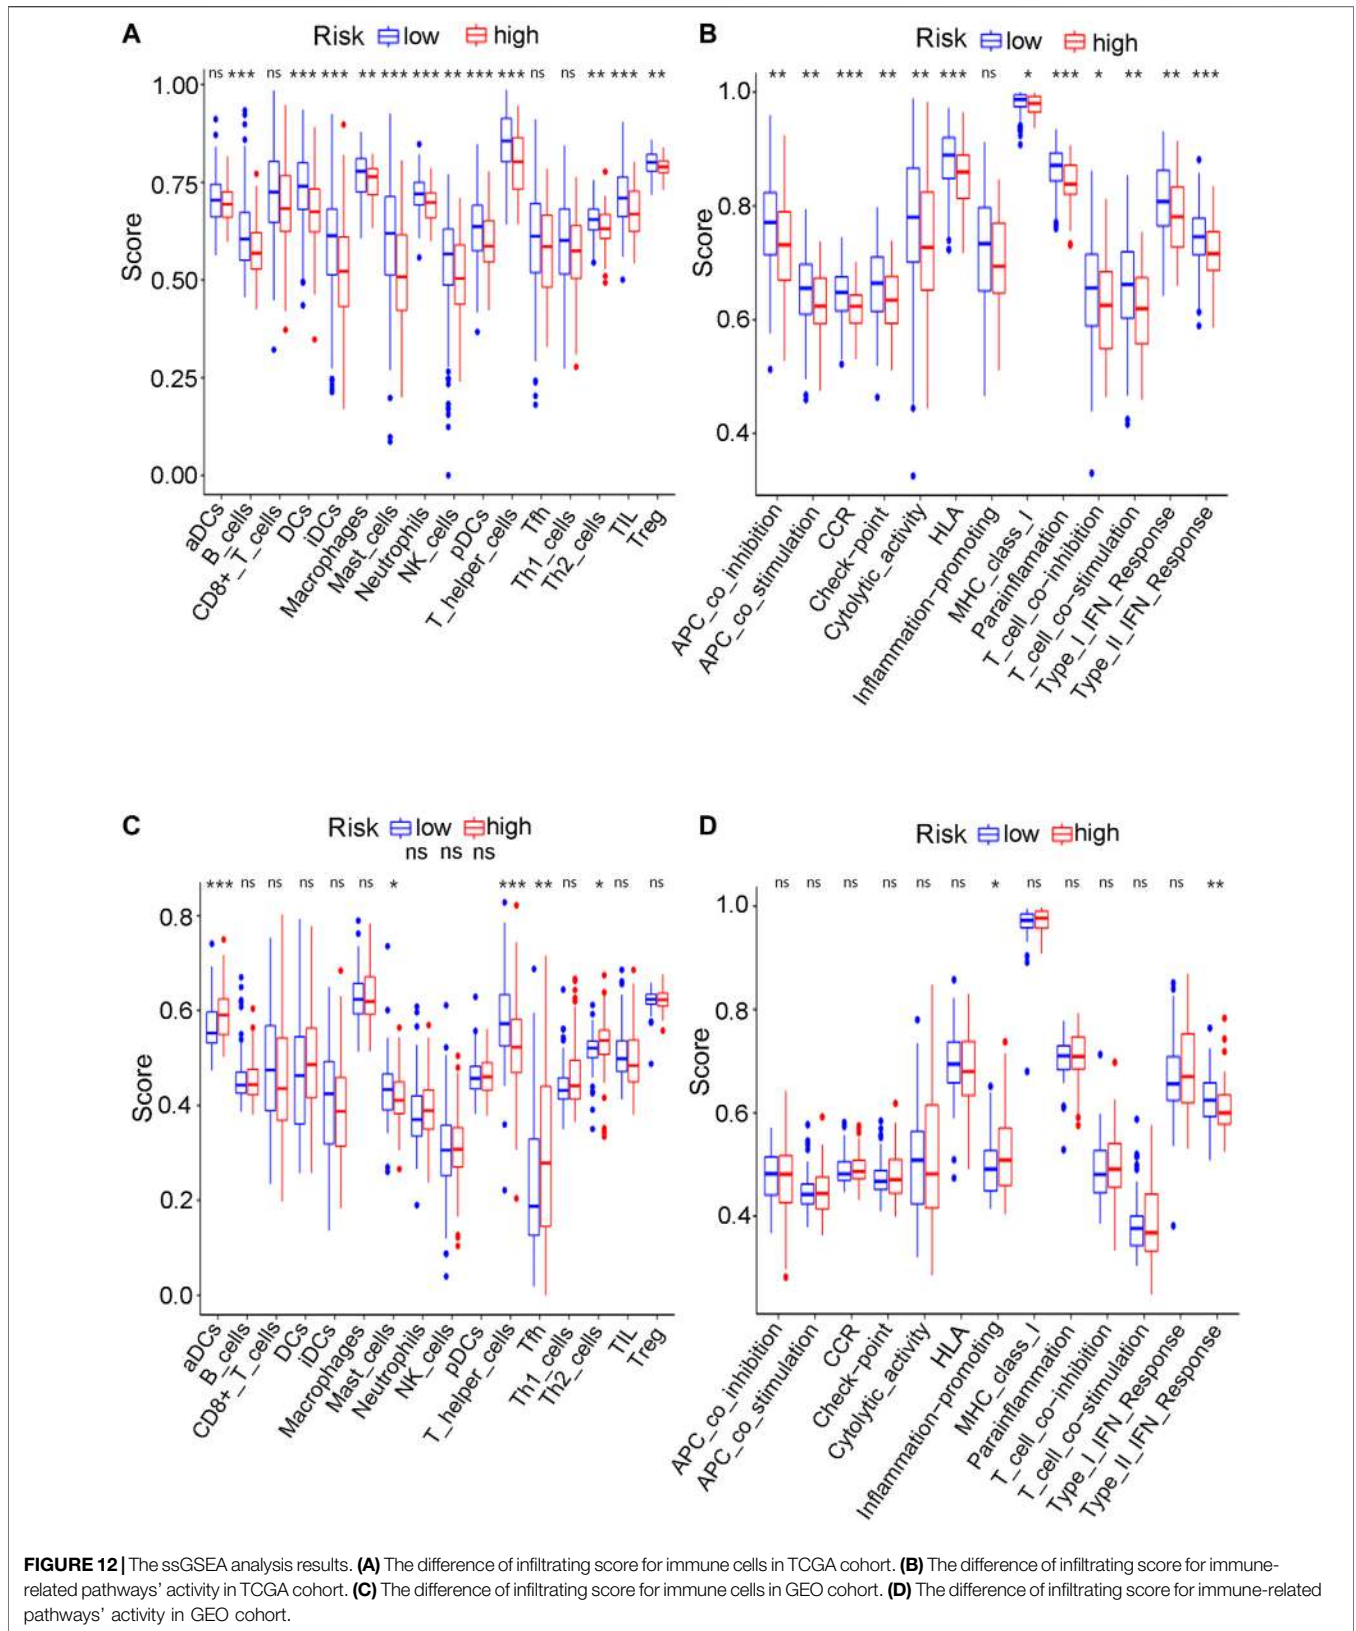 A
Risk low high
ns *** ns *** *** ** *** *** ** *** *** ns ns ** *** **
1.00
0.75
0.50
0.25
0.00
Score
aDCs
B_cells
CD8+_T_cells
DCs
iDCs
Macrophages
Mast_cells
Neutrophils
NK_cells
pDCs
T_helper_cells
Tfh
Th1_cells
Th2_cells
TIL
Treg
B
Risk low high
** ** *** ** ** *** ns * *** * ** ** ***
1.0
0.8
0.6
0.4
Score
APC_co_inhibition
APC_co_stimulation
CCR
Check-point
Cytolytic_activity
HLA
Inflammation-promoting
MHC_class_I
Parainflammation
T_cell_co-inhibition
T_cell_co-stimulation
Type_I_IFN_Response
Type_II_IFN_Response
C
Risk low high
ns ns ns
*** ns ns ns ns * *** ** ns * ns ns
0.8
0.6
0.4
0.2
0.0
Score
aDCs
B_cells
CD8+_T_cells
DCs
iDCs
Macrophages
Mast_cells
Neutrophils
NK_cells
pDCs
T_helper_cells
Tfh
Th1_cells
Th2_cells
TIL
Treg
D
Risk low high
ns ns ns ns ns ns * ns ns ns ns ns **
1.0
0.8
0.6
0.4
Score
APC_co_inhibition
APC_co_stimulation
CCR
Check-point
Cytolytic_activity
HLA
Inflammation-promoting
MHC_class_I
Parainflammation
T_cell_co-inhibition
T_cell_co-stimulation
Type_I_IFN_Response
Type_II_IFN_Response
FIGURE 12 | The ssGSEA analysis results. (A) The difference of infiltrating score for immune cells in TCGA cohort. (B) The difference of infiltrating score for immune-
related pathways' activity in TCGA cohort. (C) The difference of infiltrating score for immune cells in GEO cohort. (D) The difference of infiltrating score for immune-related
pathways' activity in GEO cohort.